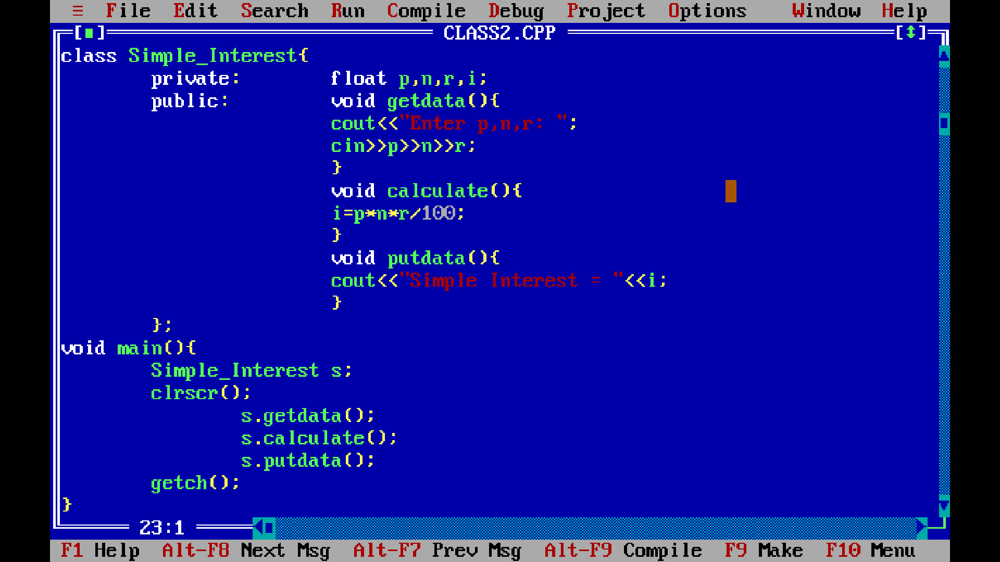 ≡ File Edit Search Run Compile Debug Project Options Window Help
[■] CLASS2.CPP [↕]
class Simple_Interest{
private: float p,n,r,i;
public: void getdata(){
cout<<"Enter p,n,r: ";
cin>>p>>n>>r;
}
void calculate(){
i=p*n*r/100;
}
void putdata(){
cout<<"Simple Interest = "<<i;
}
};
void main(){
Simple_Interest s;
clrscr();
s.getdata();
s.calculate();
s.putdata();
getch();
}
23:1
F1 Help Alt-F8 Next Msg Alt-F7 Prev Msg Alt-F9 Compile F9 Make F10 Menu